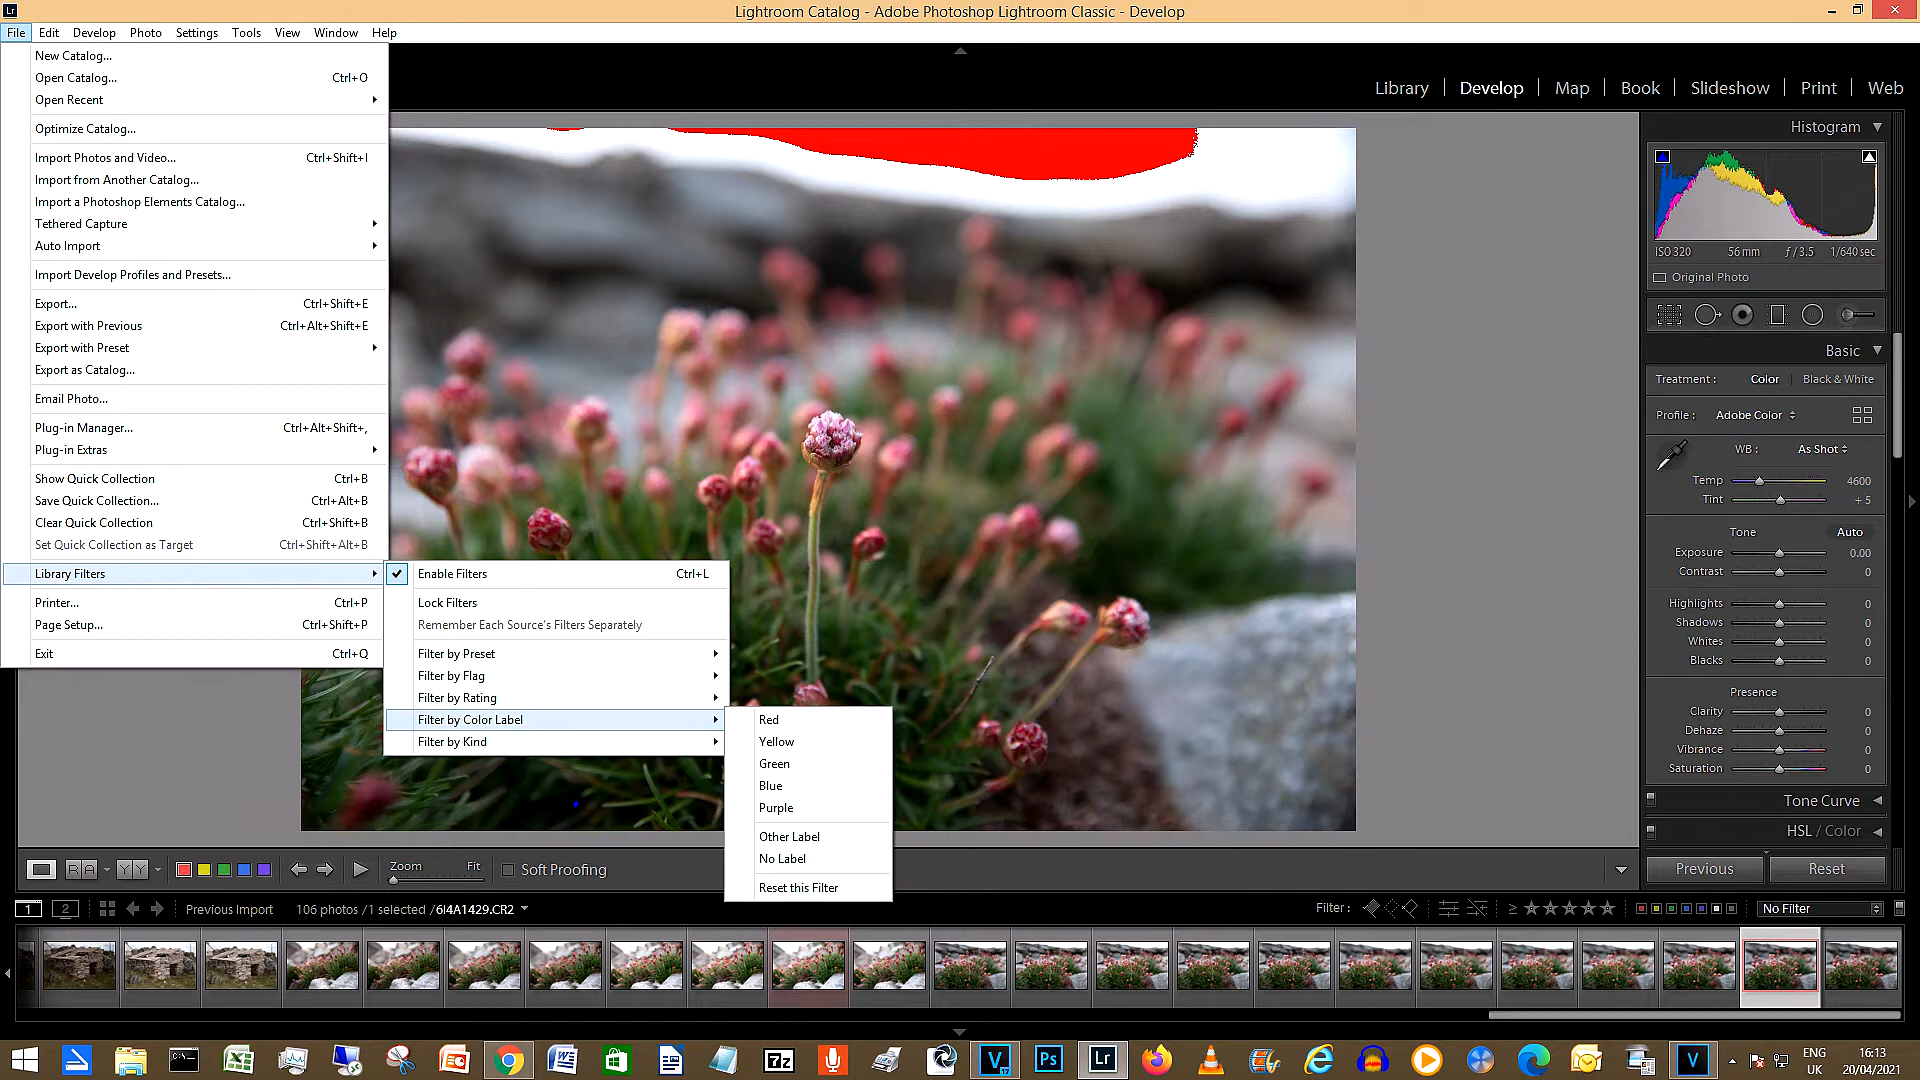 Lr
Lightroom Catalog - Adobe Photoshop Lightroom Classic - Develop
File Edit Develop Photo Settings Tools View Window Help
New Catalog...
Open Catalog... Ctrl+O
Open Recent
Optimize Catalog...
Import Photos and Video... Ctrl+Shift+I
Import from Another Catalog...
Import a Photoshop Elements Catalog...
Tethered Capture
Auto Import
Import Develop Profiles and Presets...
Export... Ctrl+Shift+E
Export with Previous Ctrl+Alt+Shift+E
Export with Preset
Export as Catalog...
Email Photo...
Plug-in Manager... Ctrl+Alt+Shift+,
Plug-in Extras
Show Quick Collection Ctrl+B
Save Quick Collection... Ctrl+Alt+B
Clear Quick Collection Ctrl+Shift+B
Set Quick Collection as Target Ctrl+Shift+Alt+B
Library Filters
Printer... Ctrl+P
Page Setup... Ctrl+Shift+P
Exit Ctrl+Q
Enable Filters Ctrl+L
Lock Filters
Remember Each Source's Filters Separately
Filter by Preset
Filter by Flag
Filter by Rating
Filter by Color Label
Filter by Kind
Red
Yellow
Green
Blue
Purple
Other Label
No Label
Reset this Filter
Library Develop Map Book Slideshow Print Web
Histogram
ISO 320 56 mm ƒ / 3.5 1/640 sec
Original Photo
Basic
Treatment : Color Black & White
Profile : Adobe Color
WB : As Shot
Temp 4600
Tint + 5
Tone Auto
Exposure 0.00
Contrast 0
Highlights 0
Shadows 0
Whites 0
Blacks 0
Presence
Clarity 0
Dehaze 0
Vibrance 0
Saturation 0
Tone Curve
HSL / Color
Previous Reset
R A Y Y Zoom Fit Soft Proofing
1 2 Previous Import 106 photos / 1 selected / 6I4A1429.CR2 Filter : ≥ No Filter
7z V Ps Lr V ENG 16:13
UK 20/04/2021